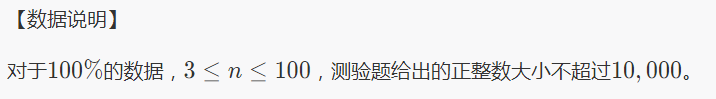 【数据说明】
对于100%的数据，3 ≤ n ≤ 100，测验题给出的正整数大小不超过10,000。